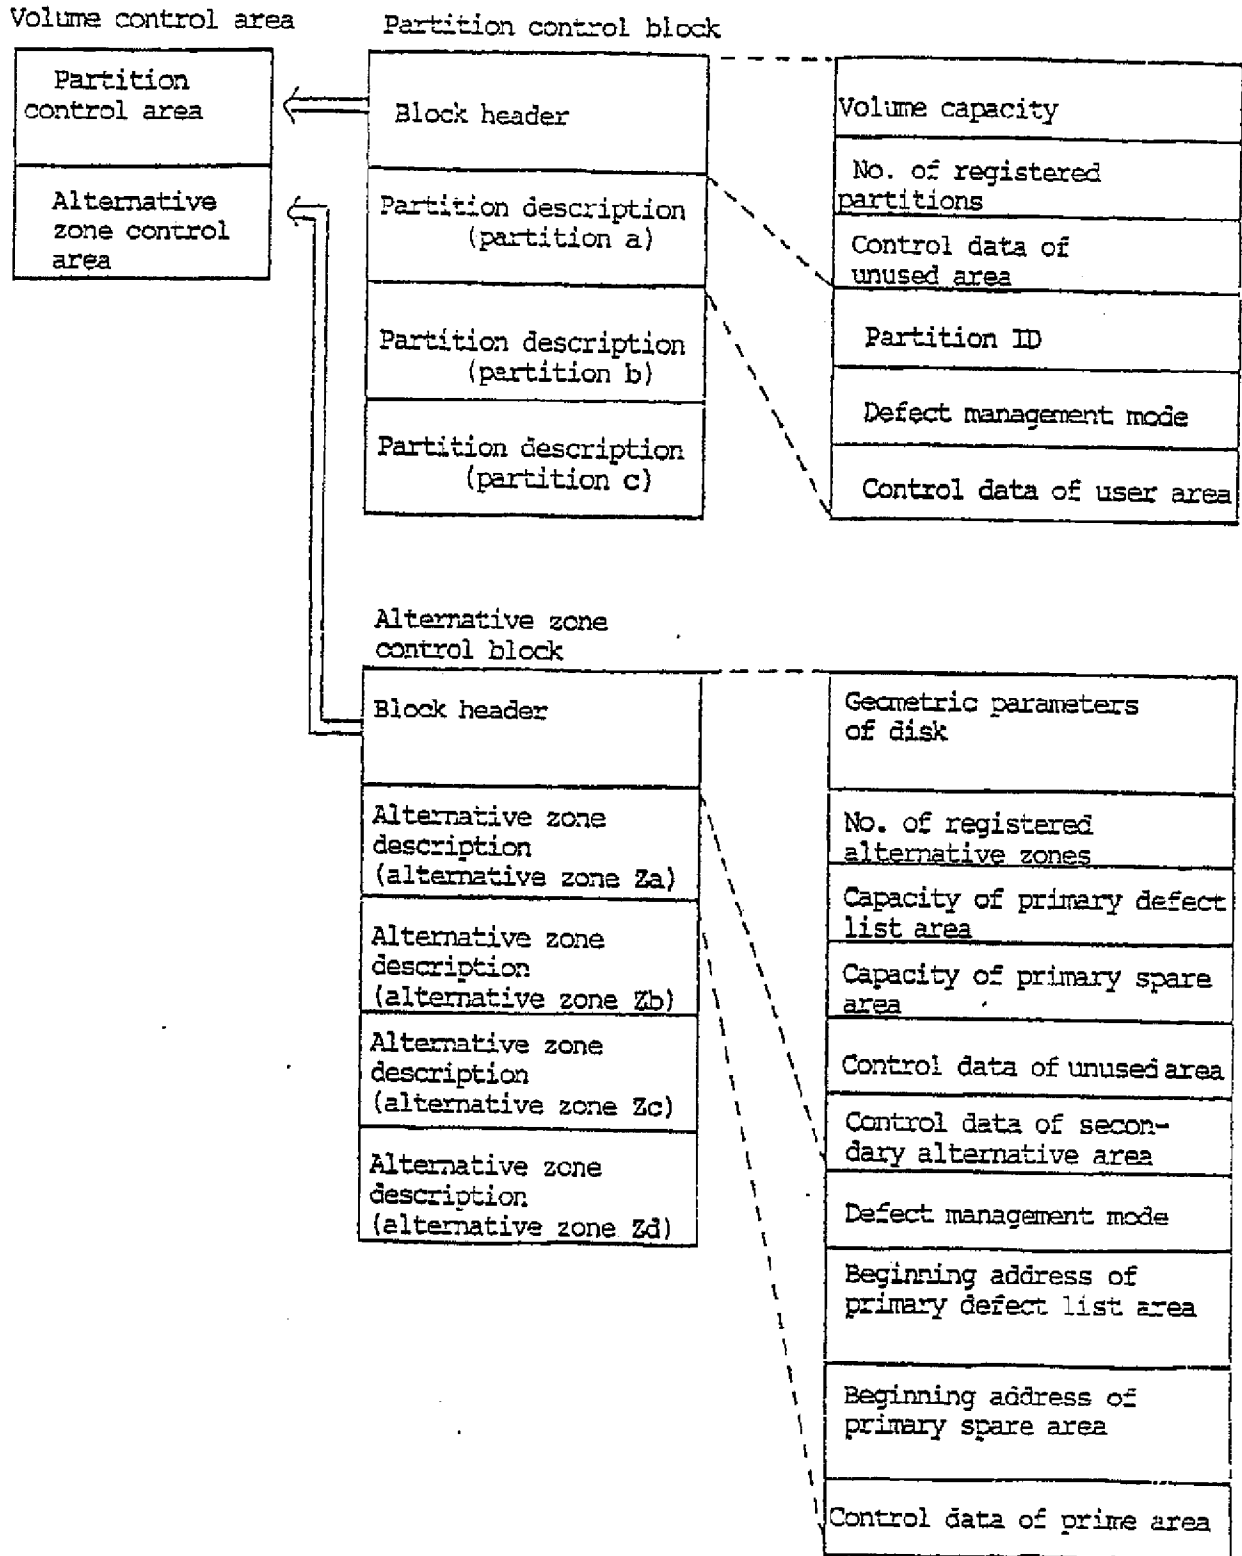 Volume control area
Partition
control area
Alternative
zone control
area
Partition control block
Block header
Partition description
(partition a)
Partition description
(partition b)
Partition description
(partition c)
Volume capacity
No. of registered
partitions
Control data of
unused area
Partition ID
Defect management mode
Control data of user area
Alternative zone
control block
Block header
Alternative zone
description
(alternative zone Za)
Alternative zone
description
(alternative zone Zb)
Alternative zone
description
(alternative zone Zc)
Alternative zone
description
(alternative zone Zd)
Geometric parameters
of disk
No. of registered
alternative zones
Capacity of primary defect
list area
Capacity of primary spare
area
Control data of unused area
Control data of secon-
dary alternative area
Defect management mode
Beginning address of
primary defect list area
Beginning address of
primary spare area
Control data of prime area